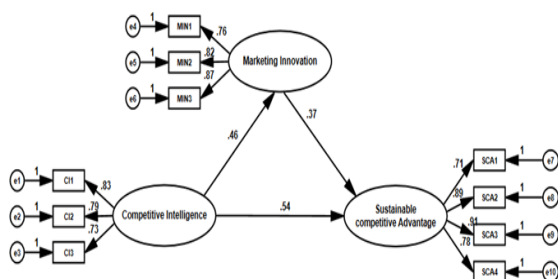 e4 1 MIN1 .76
e5 1 MIN2 .82
e6 1 MIN3 .87
Marketing Innovation
.46
.37
e1 1 CI1 .83
e2 1 CI2 .79
e3 1 CI3 .73
Competitive Intelligence
.54
Sustainable
competitive Advantage
.71 SCA1 1 e7
.89 SCA2 1 e8
.91 SCA3 1 e9
.78 SCA4 1 e10